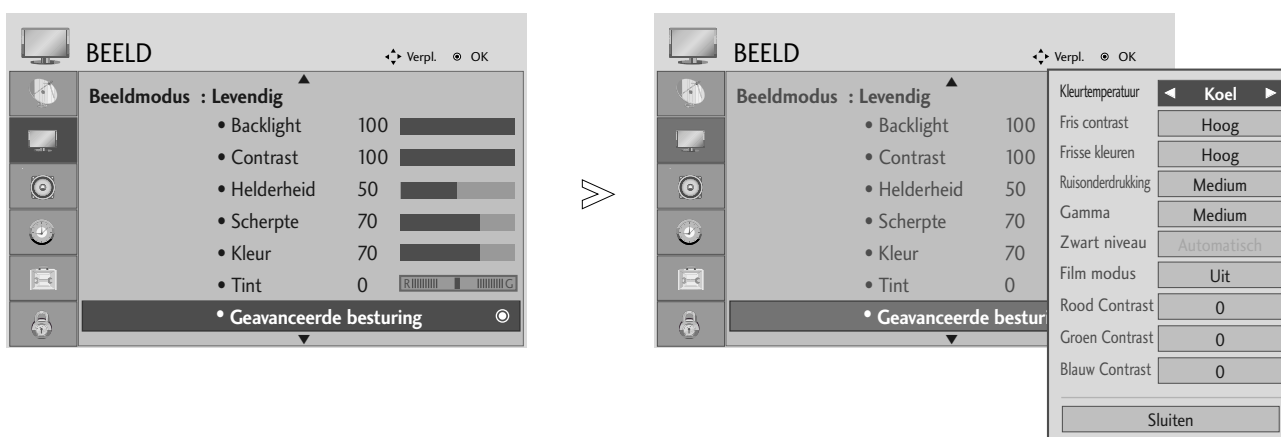 BEELD Verpl. OK
Beeldmodus : Levendig
• Backlight 100
• Contrast 100
• Helderheid 50
• Scherpte 70
• Kleur 70
• Tint 0 R G
• Geavanceerde besturing
BEELD Verpl. OK
Beeldmodus : Levendig
• Backlight 100
• Contrast 100
• Helderheid 50
• Scherpte 70
• Kleur 70
• Tint 0
• Geavanceerde bestur
Kleurtemperatuur Koel
Fris contrast Hoog
Frisse kleuren Hoog
Ruisonderdrukking Medium
Gamma Medium
Zwart niveau Automatisch
Film modus Uit
Rood Contrast 0
Groen Contrast 0
Blauw Contrast 0
Sluiten